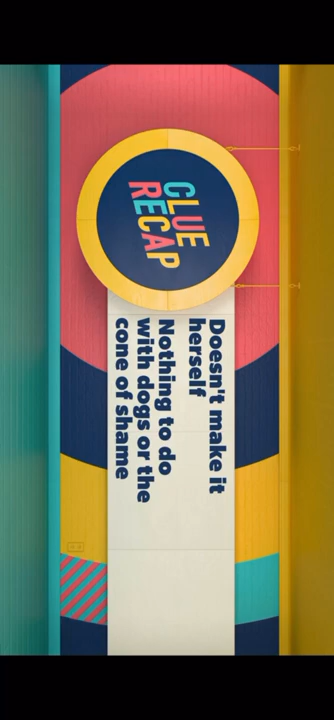 CLUE
RECAP
Doesn't make it
herself
Nothing to do
with dogs or the
cone of shame